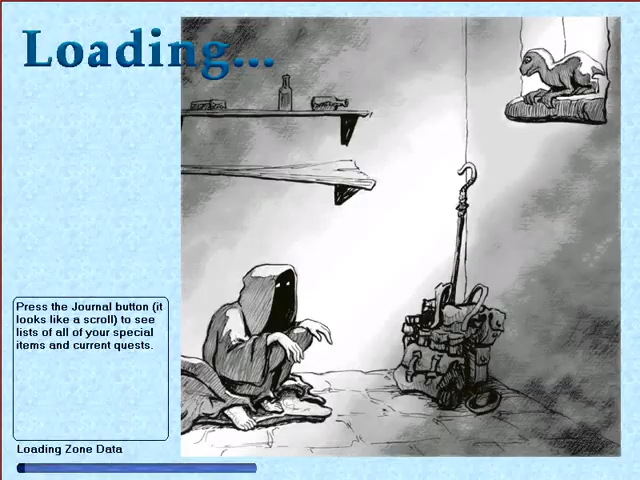 Loading...
Press the Journal button (it
looks like a scroll) to see
lists of all of your special
items and current quests.
Loading Zone Data